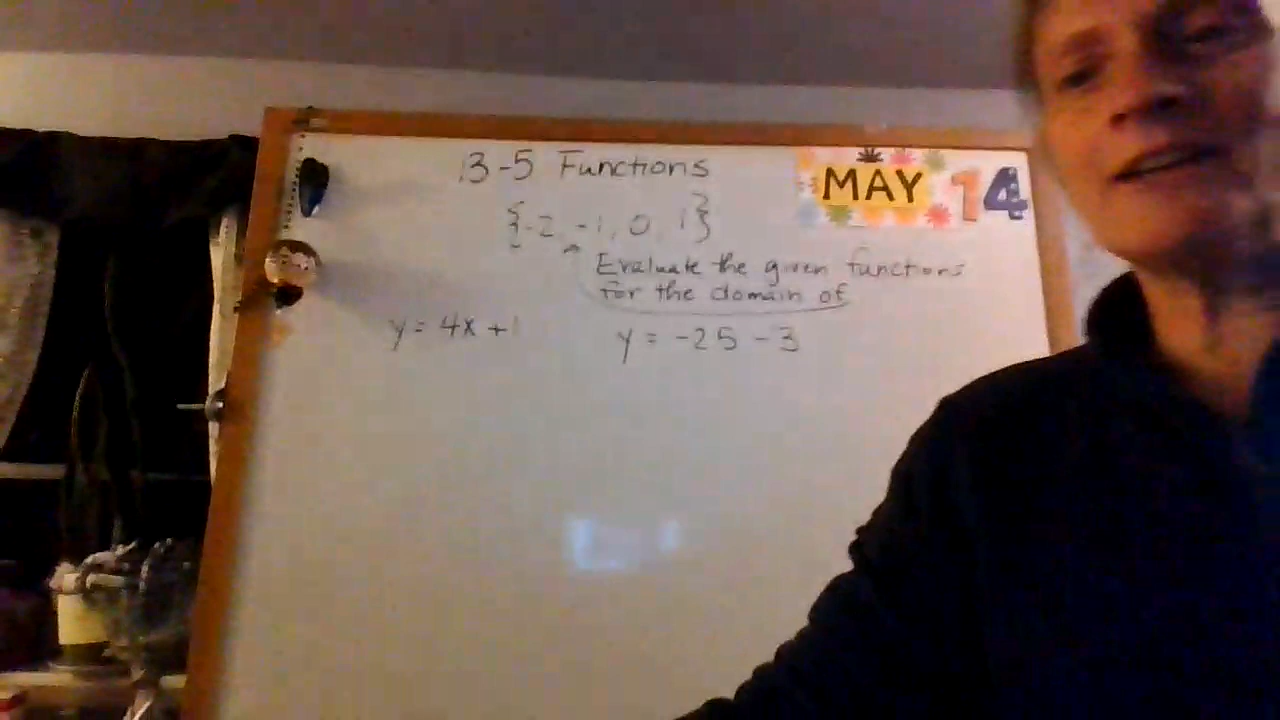 13-5 Functions
MAY 14
{-2, -1, 0, 1}
Evaluate the given functions
for the domain of
y = 4x + 1
y = -25 - 3